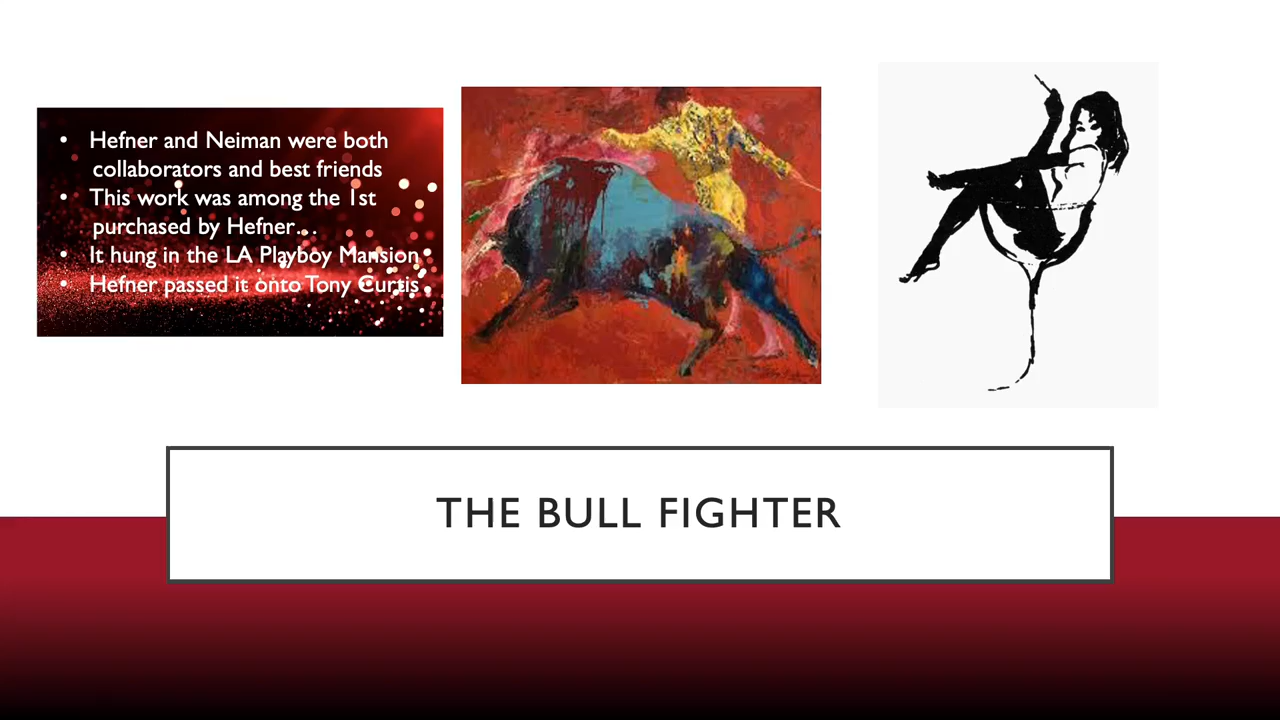 • Hefner and Neiman were both
collaborators and best friends
• This work was among the 1st
purchased by Hefner…
• It hung in the LA Playboy Mansion
• Hefner passed it onto Tony Curtis
THE BULL FIGHTER